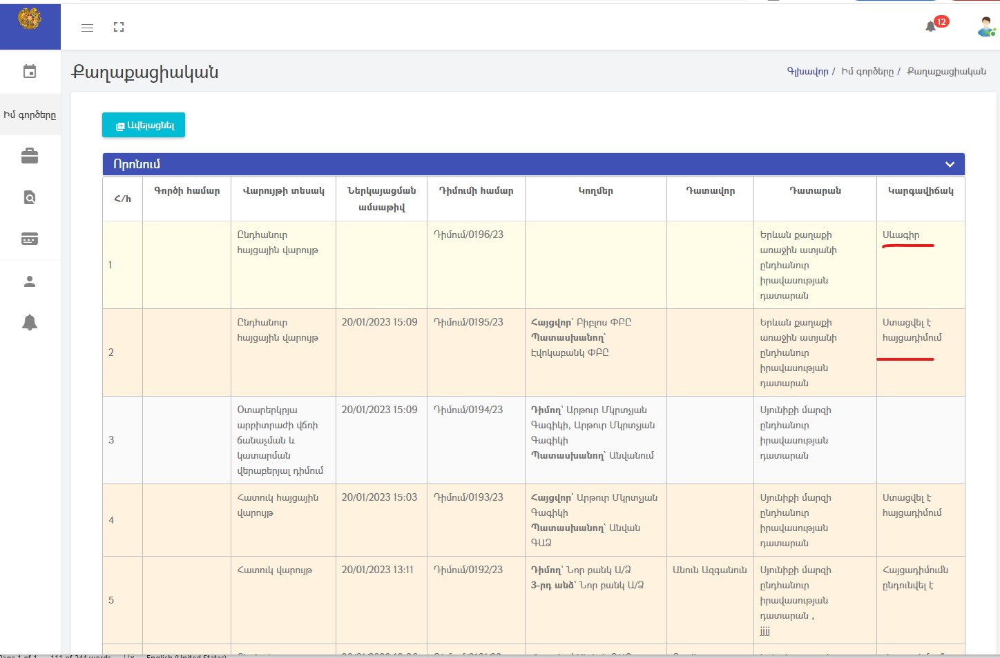 12
Քաղաքացիական
Գլխավոր / Իմ գործերը / Քաղաքացիական
Իմ գործերը
Ավելացնել
Որոնում
Հ/հ
Գործի համար
Վարույթի տեսակ
Ներկայացման
ամսաթիվ
Դիմումի համար
Կողմեր
Դատավոր
Դատարան
Կարգավիճակ
1
Ընդհանուր
հայցային վարույթ
Դիմում/0196/23
Երևան քաղաքի
առաջին ատյանի
ընդհանուր
իրավասության
դատարան
Սևագիր
2
Ընդհանուր
հայցային վարույթ
20/01/2023 15:09
Դիմում/0195/23
Հայցվոր՝ Բիբլոս ՓԲԸ
Պատասխանող՝
Էվոկաբանկ ՓԲԸ
Երևան քաղաքի
առաջին ատյանի
ընդհանուր
իրավասության
դատարան
Ստացվել է
հայցադիմում
3
Օտարերկրյա
արբիտրաժի վճռի
ճանաչման և
կատարման
վերաբերյալ դիմում
20/01/2023 15:09
Դիմում/0194/23
Դիմող՝ Արթուր Մկրտչյան
Գագիկի, Արթուր Մկրտչյան
Գագիկի
Պատասխանող՝ Անվանում
Սյունիքի մարզի
ընդհանուր
իրավասության
դատարան
4
Հատուկ հայցային
վարույթ
20/01/2023 15:03
Դիմում/0193/23
Հայցվոր՝ Արթուր Մկրտչյան
Գագիկի
Պատասխանող՝ Անվան
ԳԱՁ
Սյունիքի մարզի
ընդհանուր
իրավասության
դատարան
Ստացվել է
հայցադիմում
5
Հատուկ վարույթ
20/01/2023 13:11
Դիմում/0192/23
Դիմող՝ Նոր բանկ Ա/Ձ
3-րդ անձ՝ Նոր բանկ Ա/Ձ
Անուն Ազգանուն
Սյունիքի մարզի
ընդհանուր
իրավասության
դատարան ,
jjjj
Հայցադիմումն
ընդունվել է